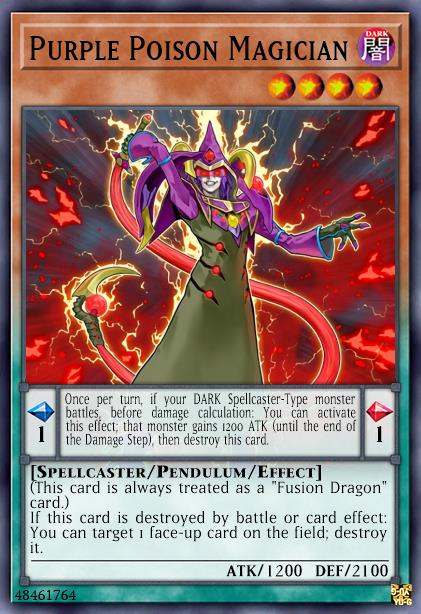 Purple Poison Magician
DARK
闇
Once per turn, if your DARK Spellcaster-Type monster
battles, before damage calculation: You can activate
this effect; that monster gains 1200 ATK (until the end of
the Damage Step), then destroy this card.
1
1
[Spellcaster/Pendulum/Effect]
(This card is always treated as a "Fusion Dragon"
card.)
If this card is destroyed by battle or card effect:
You can target 1 face-up card on the field; destroy
it.
ATK/1200 DEF/2100
48461764